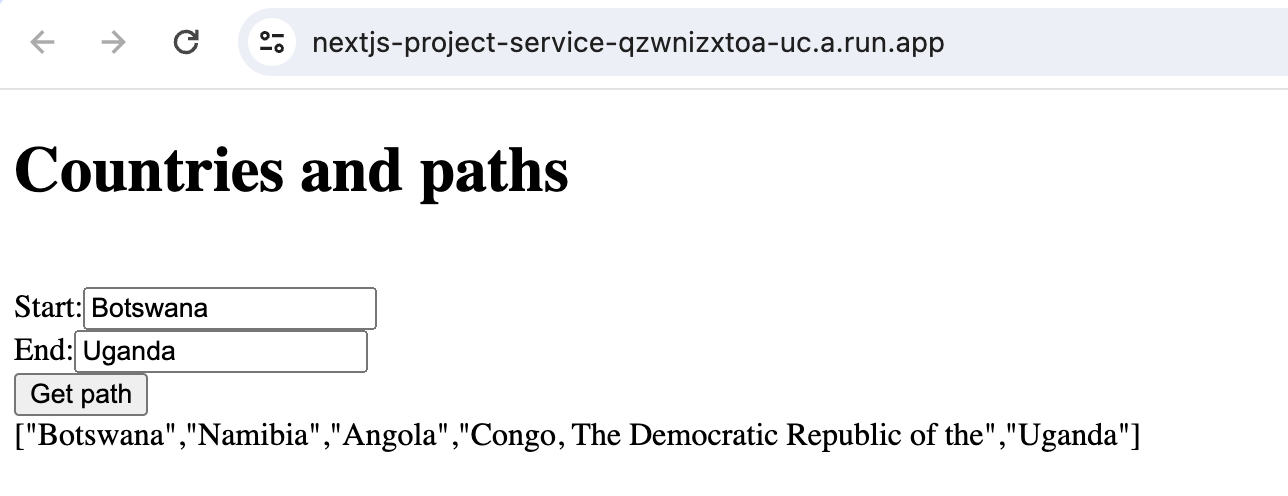 nextjs-project-service-qzwnizxtoa-uc.a.run.app
Countries and paths
Start: Botswana
End: Uganda
Get path
["Botswana","Namibia","Angola","Congo, The Democratic Republic of the","Uganda"]